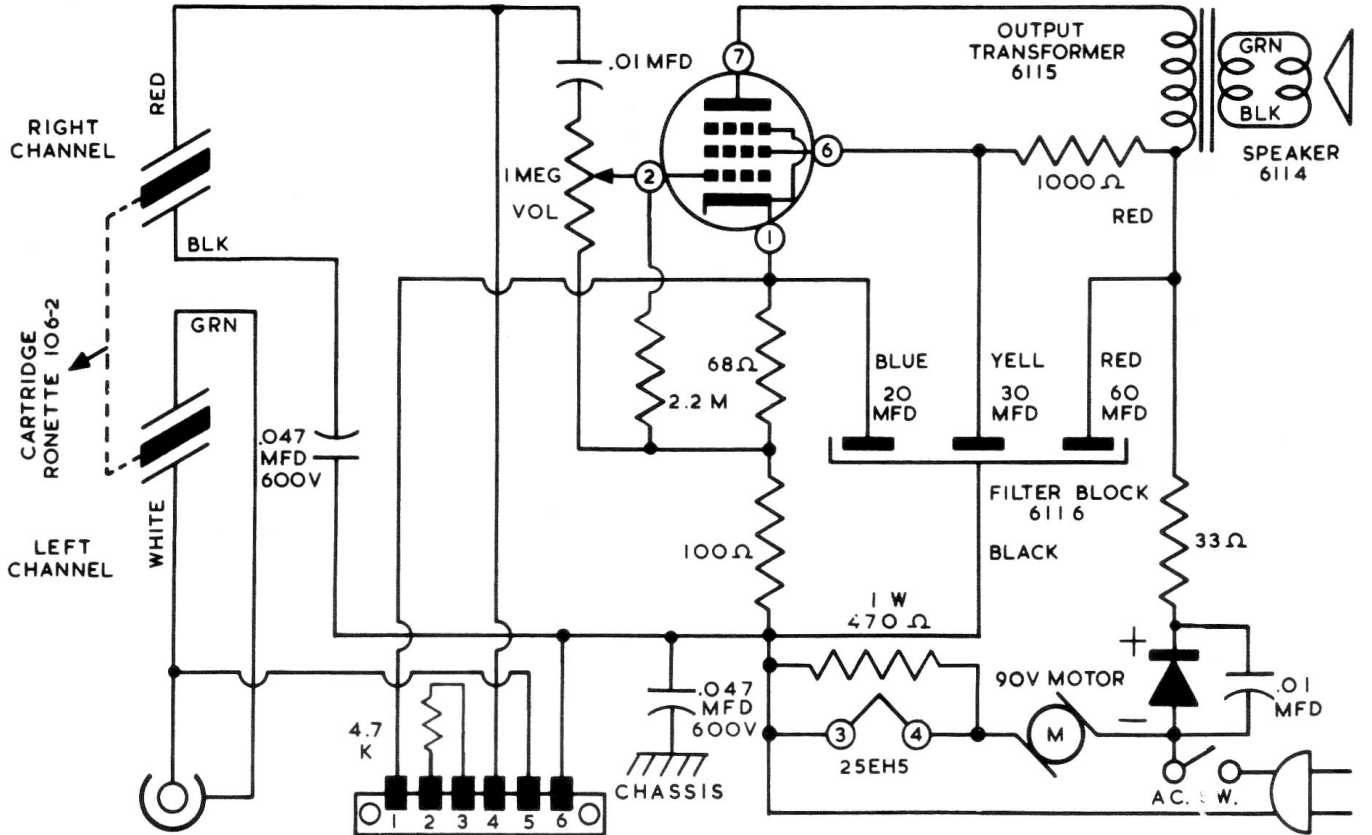 RED
RIGHT
CHANNEL
BLK
GRN
CARTRIDGE
RONETTE 106-2
WHITE
LEFT
CHANNEL
.047
MFD
600V
.01 MFD
1 MEG
VOL
7
2
6
1
OUTPUT
TRANSFORMER
6115
GRN
BLK
SPEAKER
6114
1000 Ω
RED
2.2 M
68 Ω
BLUE
20
MFD
YELL
30
MFD
RED
60
MFD
FILTER BLOCK
6116
BLACK
100 Ω
33 Ω
1 W
470 Ω
+
−
90V MOTOR
M
.01
MFD
3
4
25EH5
.047
MFD
600V
CHASSIS
4.7
K
1 2 3 4 5 6
A.C. SW.